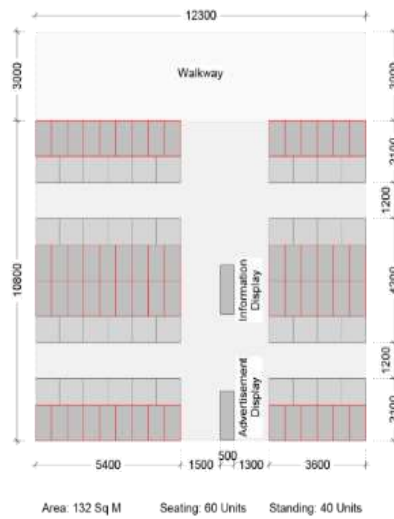 12300
3000
3000
Walkway
2100
1200
10800
4200
Information
Display
1200
Advertisement
Display
2100
500
5400
1500
1300
3600
Area: 132 Sq M
Seating: 60 Units
Standing: 40 Units